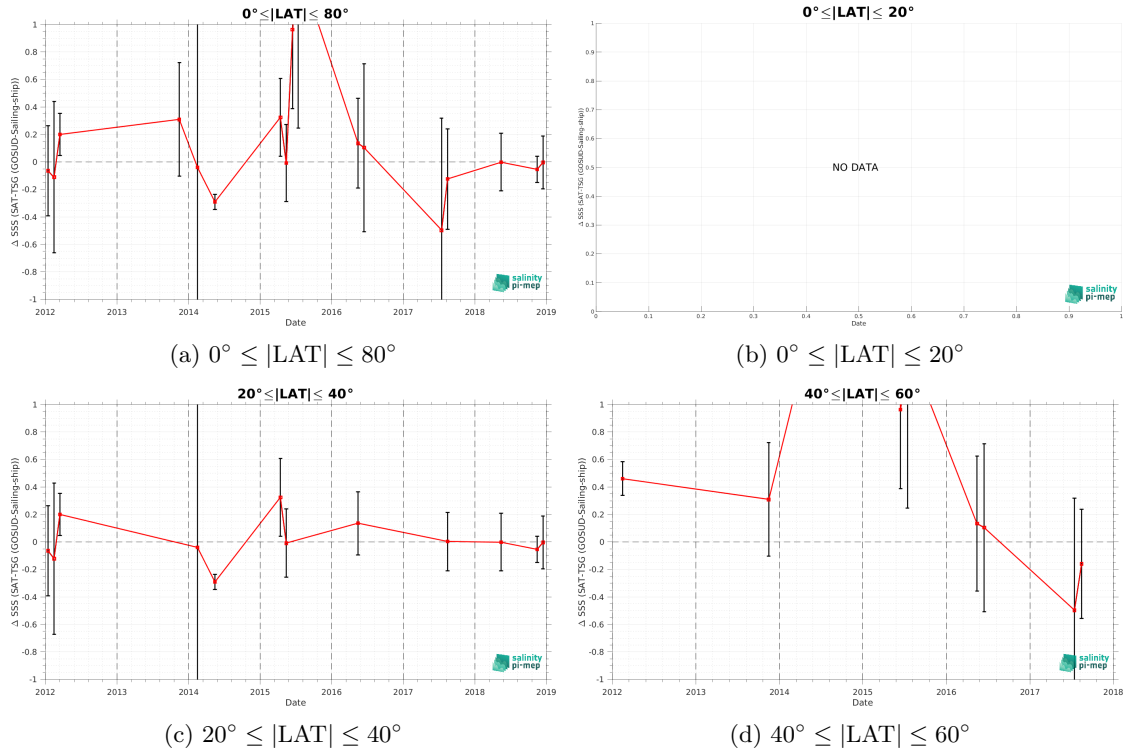 0°≤|LAT|≤ 80°
Δ SSS (SAT-TSG (GOSUD-Sailing-ship))
1
0.8
0.6
0.4
0.2
0
-0.2
-0.4
-0.6
-0.8
-1
2012 2013 2014 2015 2016 2017 2018 2019
Date
salinity
pi-mep
(a) 0° ≤ |LAT| ≤ 80°
0°≤|LAT|≤ 20°
Δ SSS (SAT-TSG (GOSUD-Sailing-ship))
1
0.9
0.8
0.7
0.6
0.5
0.4
0.3
0.2
0.1
0
NO DATA
0 0.1 0.2 0.3 0.4 0.5 0.6 0.7 0.8 0.9 1
Date
salinity
pi-mep
(b) 0° ≤ |LAT| ≤ 20°
20°≤|LAT|≤ 40°
Δ SSS (SAT-TSG (GOSUD-Sailing-ship))
1
0.8
0.6
0.4
0.2
0
-0.2
-0.4
-0.6
-0.8
-1
2012 2013 2014 2015 2016 2017 2018 2019
Date
salinity
pi-mep
(c) 20° ≤ |LAT| ≤ 40°
40°≤|LAT|≤ 60°
Δ SSS (SAT-TSG (GOSUD-Sailing-ship))
1
0.8
0.6
0.4
0.2
0
-0.2
-0.4
-0.6
-0.8
-1
2012 2013 2014 2015 2016 2017 2018
Date
salinity
pi-mep
(d) 40° ≤ |LAT| ≤ 60°